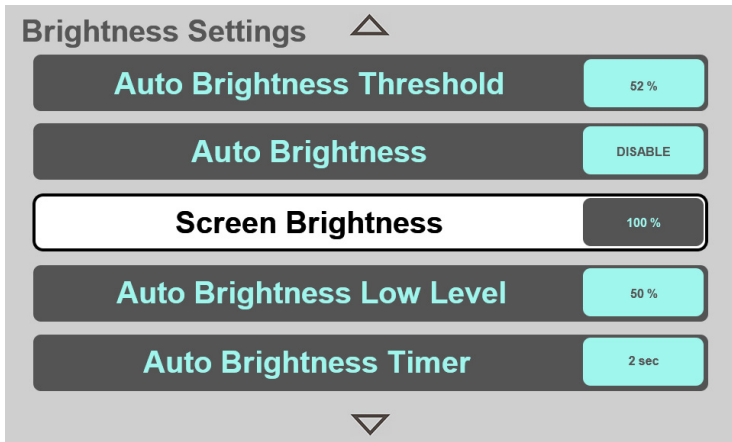 Brightness Settings
Auto Brightness Threshold 52 %
Auto Brightness DISABLE
Screen Brightness 100 %
Auto Brightness Low Level 50 %
Auto Brightness Timer 2 sec